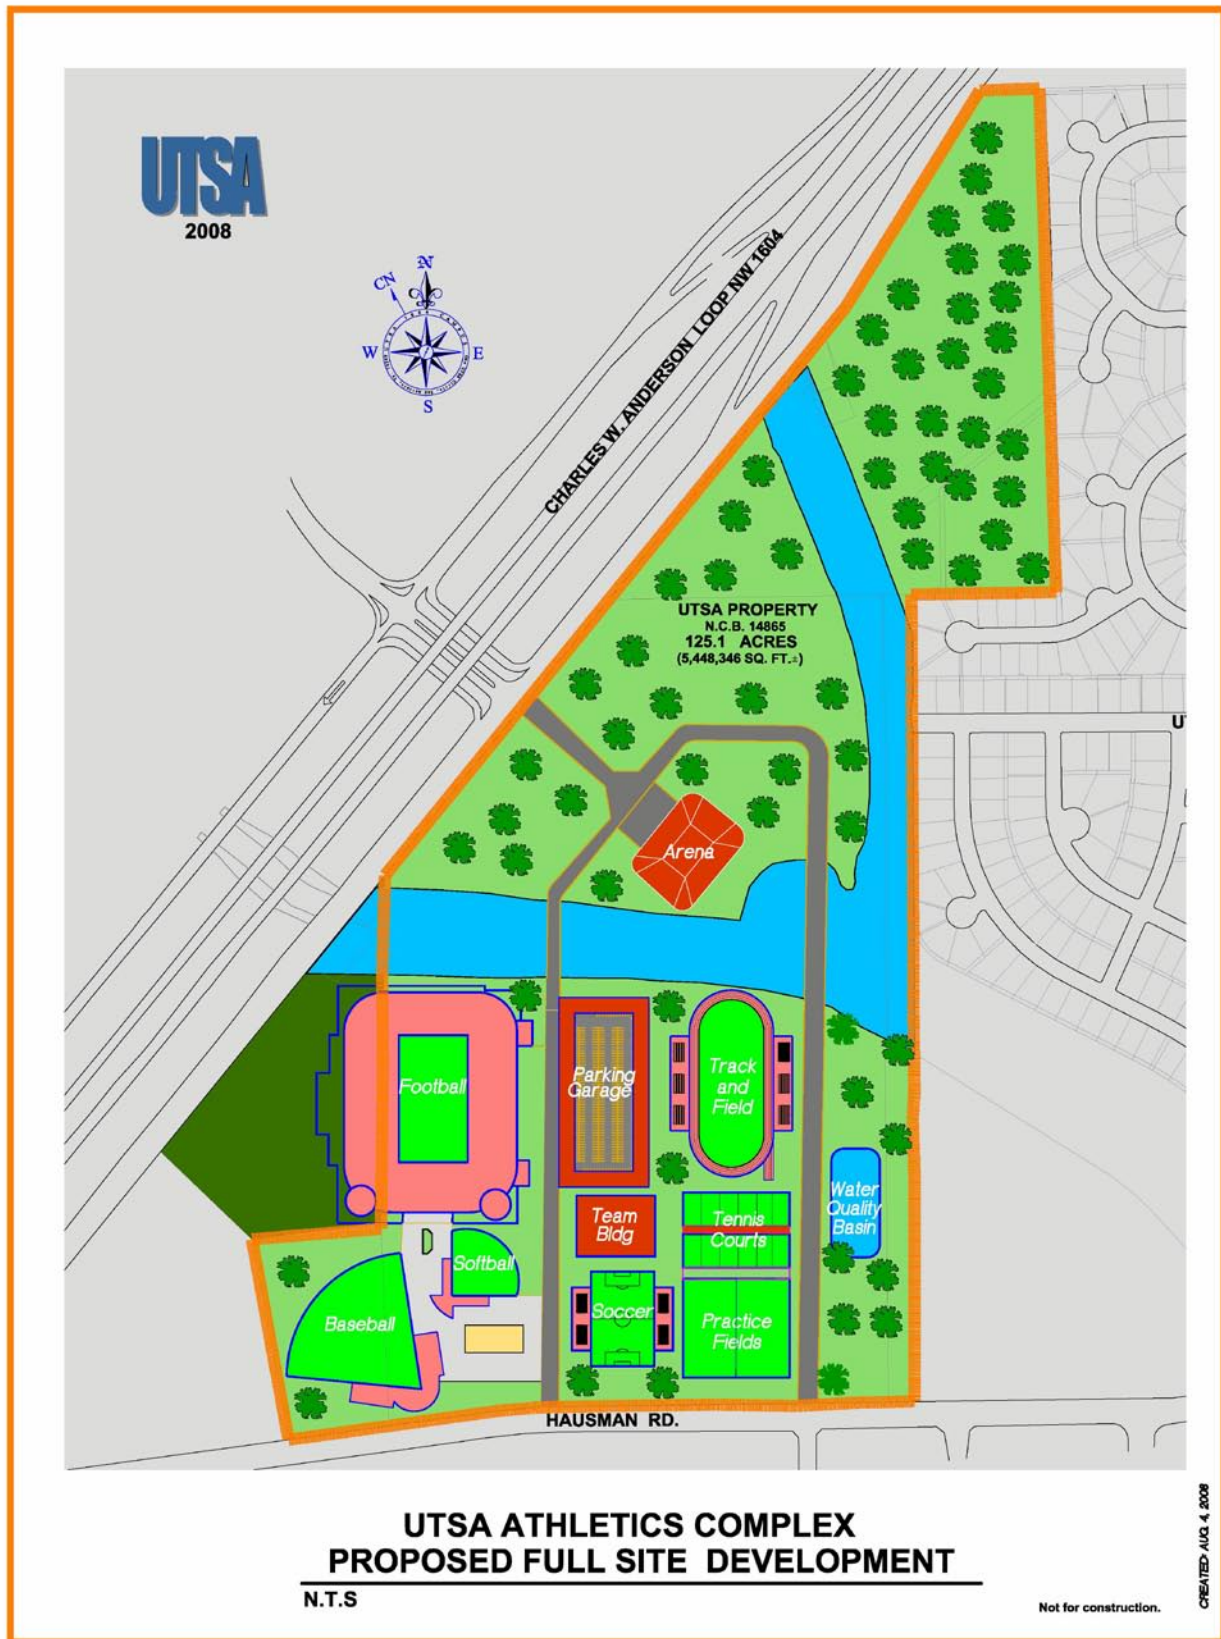 UTSA
2008
CN
N
W
E
S
CHARLES W. ANDERSON LOOP NW 1604
UTSA PROPERTY
N.C.B. 14865
125.1 ACRES
(5,448,346 SQ. FT.±)
U
Arena
Football
Parking
Garage
Track
and
Field
Team
Bldg
Tennis
Courts
Water
Quality
Basin
Softball
Baseball
Soccer
Practice
Fields
HAUSMAN RD.
UTSA ATHLETICS COMPLEX
PROPOSED FULL SITE DEVELOPMENT
N.T.S
Not for construction.
CREATED: AUG. 4, 2008